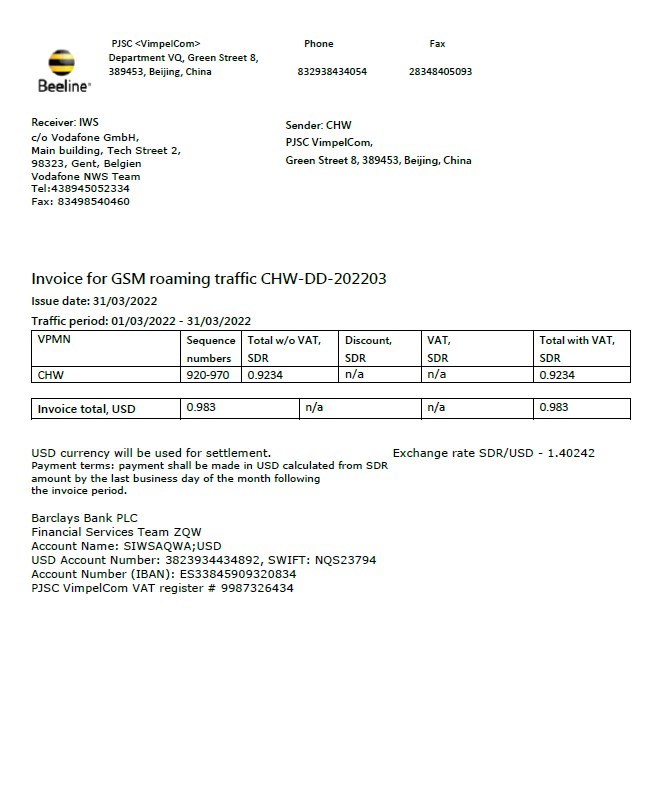 PJSC <VimpelCom> Phone Fax
Department VQ, Green Street 8,
389453, Beijing, China 832938434054 28348405093
Beeline®
Receiver: IWS
c/o Vodafone GmbH,
Main building, Tech Street 2,
98323, Gent, Belgien
Vodafone NWS Team
Tel:438945052334
Fax: 83498540460
Sender: CHW
PJSC VimpelCom,
Green Street 8, 389453, Beijing, China
Invoice for GSM roaming traffic CHW-DD-202203
Issue date: 31/03/2022
Traffic period: 01/03/2022 - 31/03/2022
VPMN Sequence Total w/o VAT, Discount, VAT, Total with VAT,
numbers SDR SDR SDR SDR
CHW 920-970 0.9234 n/a n/a 0.9234
Invoice total, USD 0.983 n/a n/a 0.983
USD currency will be used for settlement. Exchange rate SDR/USD - 1.40242
Payment terms: payment shall be made in USD calculated from SDR
amount by the last business day of the month following
the invoice period.
Barclays Bank PLC
Financial Services Team ZQW
Account Name: SIWSAQWA;USD
USD Account Number: 3823934434892, SWIFT: NQS23794
Account Number (IBAN): ES33845909320834
PJSC VimpelCom VAT register # 9987326434